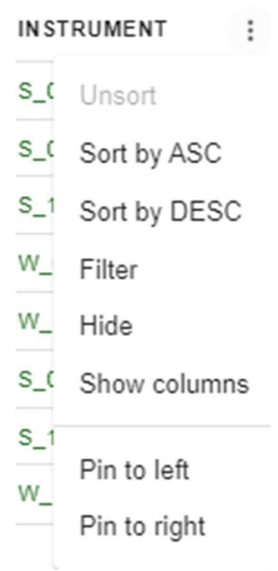 INSTRUMENT
Unsort
Sort by ASC
Sort by DESC
Filter
Hide
Show columns
Pin to left
Pin to right